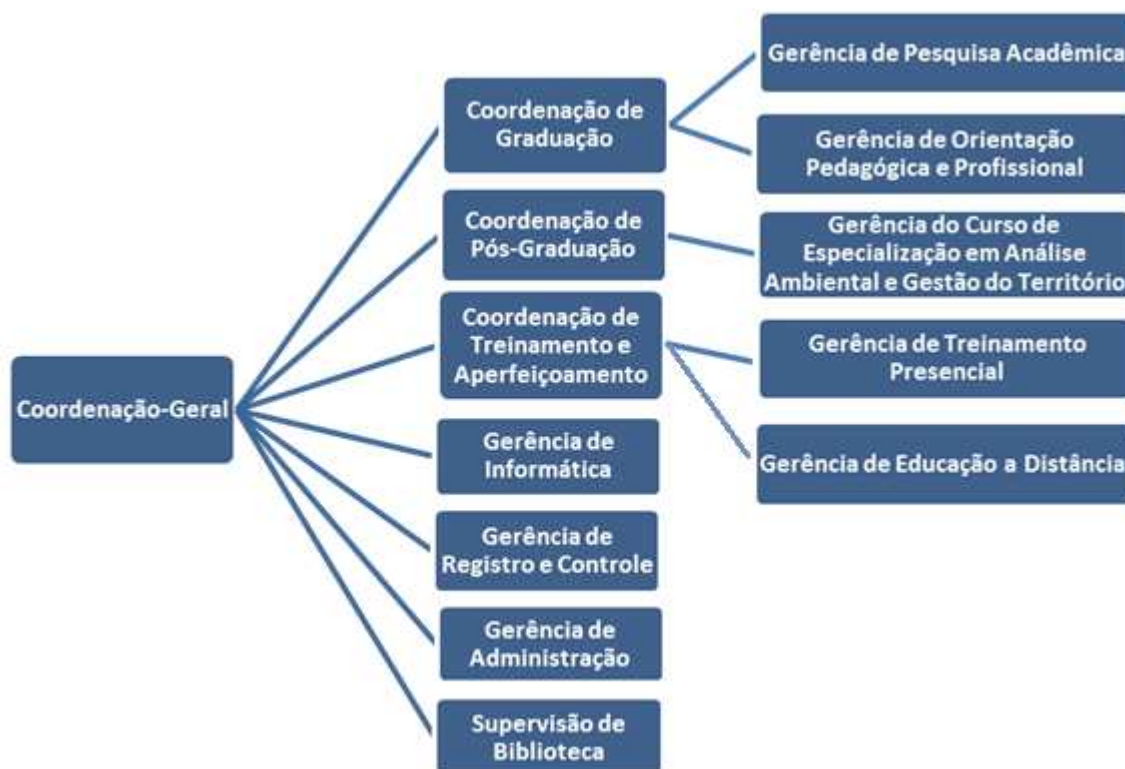 Coordenação-Geral
Coordenação de
Graduação
Coordenação de
Pós-Graduação
Coordenação de
Treinamento e
Aperfeiçoamento
Gerência de
Informática
Gerência de
Registro e Controle
Gerência de
Administração
Supervisão de
Biblioteca
Gerência de Pesquisa Acadêmica
Gerência de Orientação
Pedagógica e Profissional
Gerência do Curso de
Especialização em Análise
Ambiental e Gestão do Território
Gerência de Treinamento
Presencial
Gerência de Educação a Distância